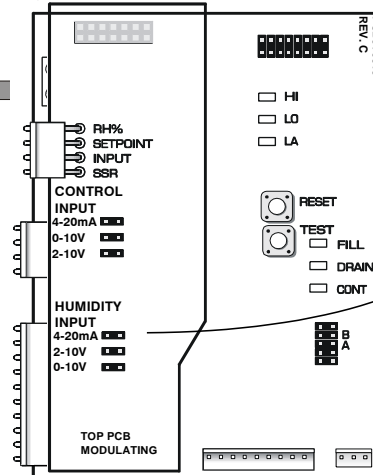 REV. C
HI
LO
LA
RH%
SETPOINT
INPUT
SSR
CONTROL
INPUT
4-20mA
0-10V
2-10V
RESET
TEST
FILL
DRAIN
CONT
HUMIDITY
INPUT
4-20mA
2-10V
0-10V
B
A
TOP PCB
MODULATING